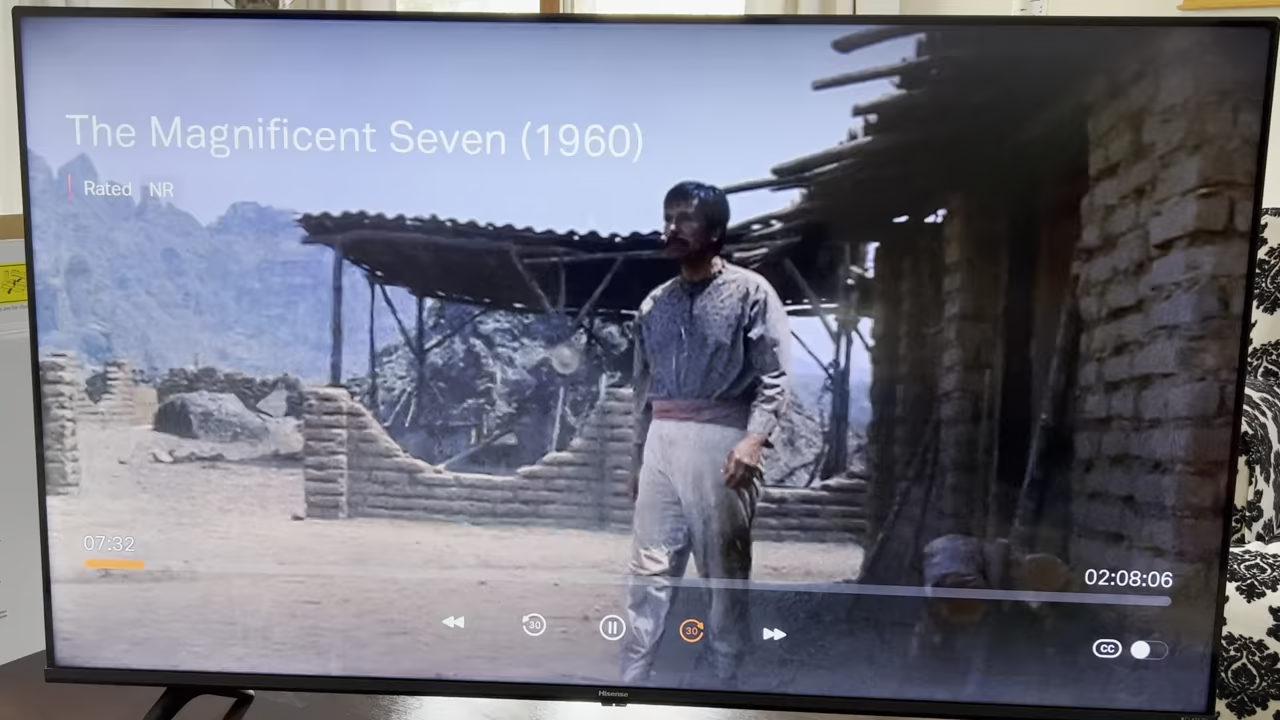 The Magnificent Seven (1960)
Rated NR
07:32
02:08:06
30
30
CC
Hisense